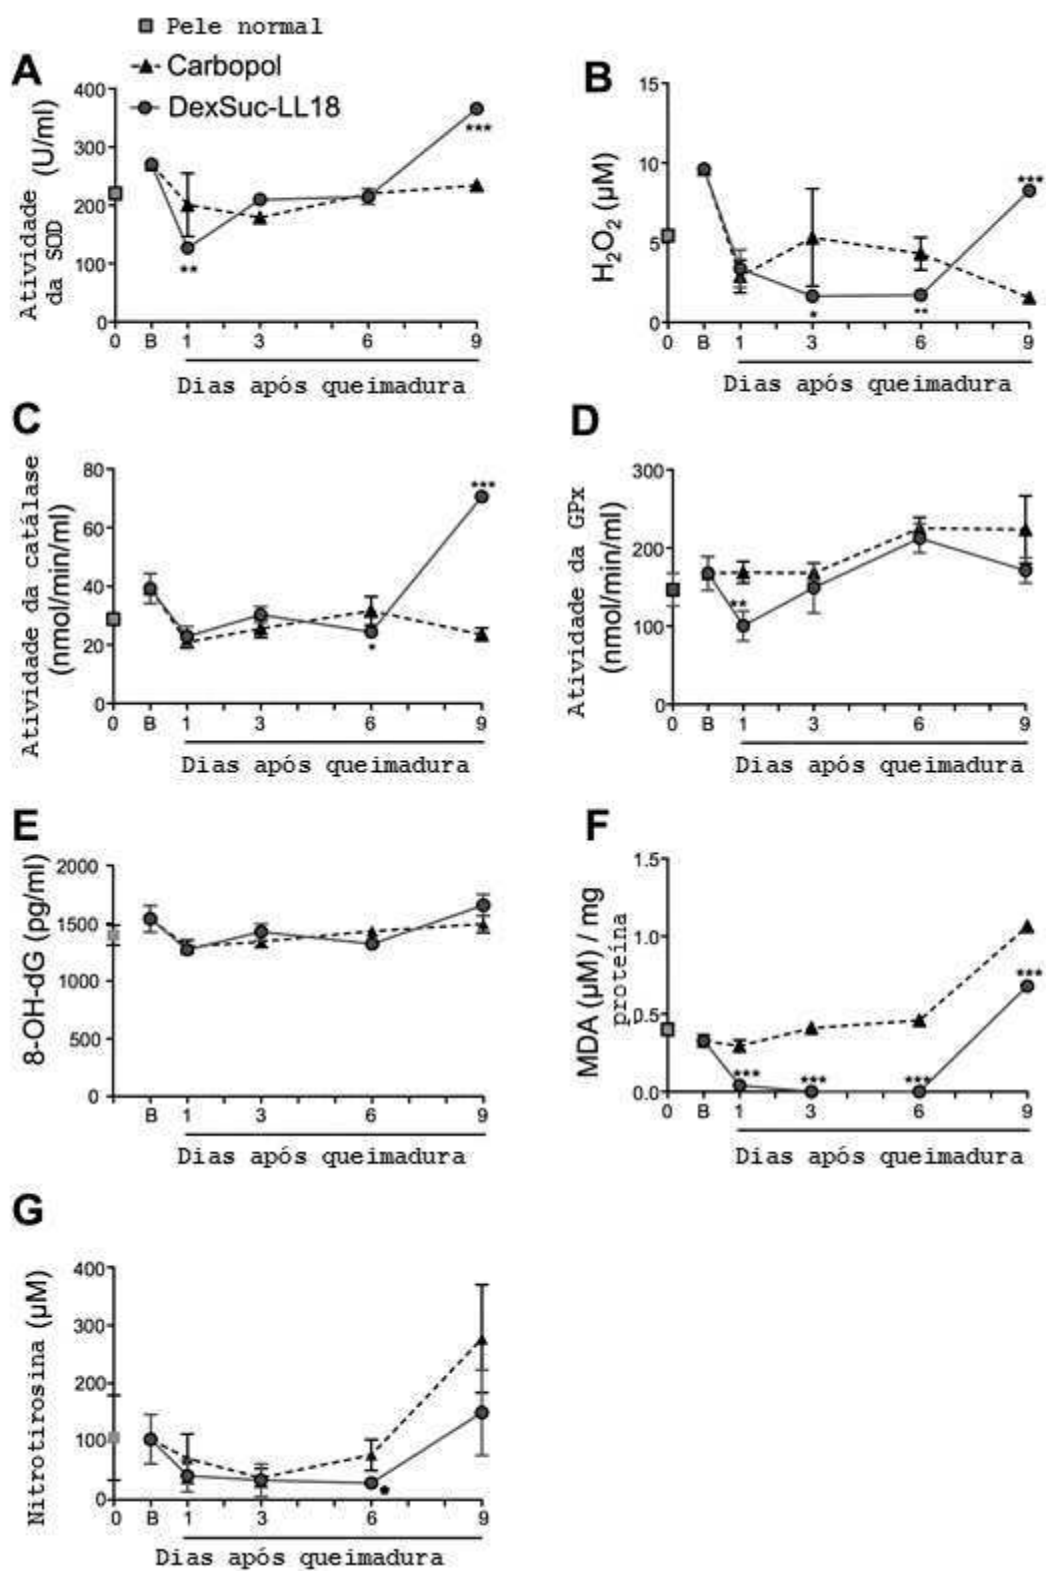 Pele normal
Carbopol
DexSuc-LL18
A
Atividade da SOD (U/ml)
400
300
200
100
0
**
***
0 B 1 3 6 9
Dias após queimadura
B
H₂O₂ (µM)
15
10
5
0
*
**
***
0 B 1 3 6 9
Dias após queimadura
C
Atividade da catálase
(nmol/min/ml)
80
60
40
20
0
*
***
0 B 1 3 6 9
Dias após queimadura
D
Atividade da GPx
(nmol/min/ml)
300
200
100
0
**
0 B 1 3 6 9
Dias após queimadura
E
8-OH-dG (pg/ml)
2000
1500
1000
500
0
B 1 3 6 9
Dias após queimadura
F
MDA (µM) / mg
proteína
1.5
1.0
0.5
0.0
***
***
***
***
0 B 1 3 6 9
Dias após queimadura
G
Nitrotirosina (µM)
400
300
200
100
0
*
0 B 1 3 6 9
Dias após queimadura